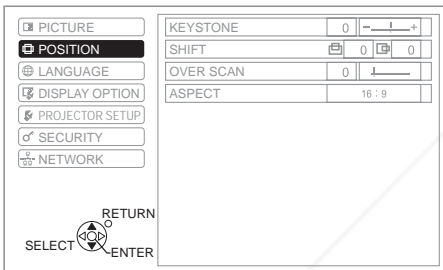 PICTURE
POSITION
LANGUAGE
DISPLAY OPTION
PROJECTOR SETUP
SECURITY
NETWORK
KEYSTONE 0 - +
SHIFT 0 0
OVER SCAN 0
ASPECT 16:9
RETURN
SELECT
ENTER